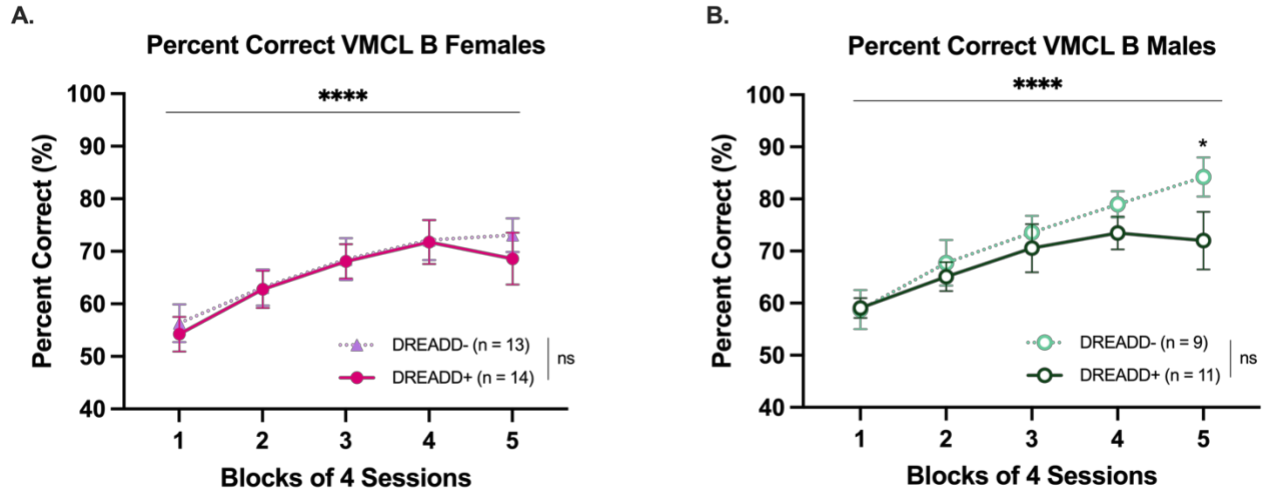 A.
Percent Correct VMCL B Females
****
Percent Correct (%)
100
90
80
70
60
50
40
DREADD- (n = 13)
DREADD+ (n = 14)
ns
1 2 3 4 5
Blocks of 4 Sessions
B.
Percent Correct VMCL B Males
****
*
Percent Correct (%)
100
90
80
70
60
50
40
DREADD- (n = 9)
DREADD+ (n = 11)
ns
1 2 3 4 5
Blocks of 4 Sessions